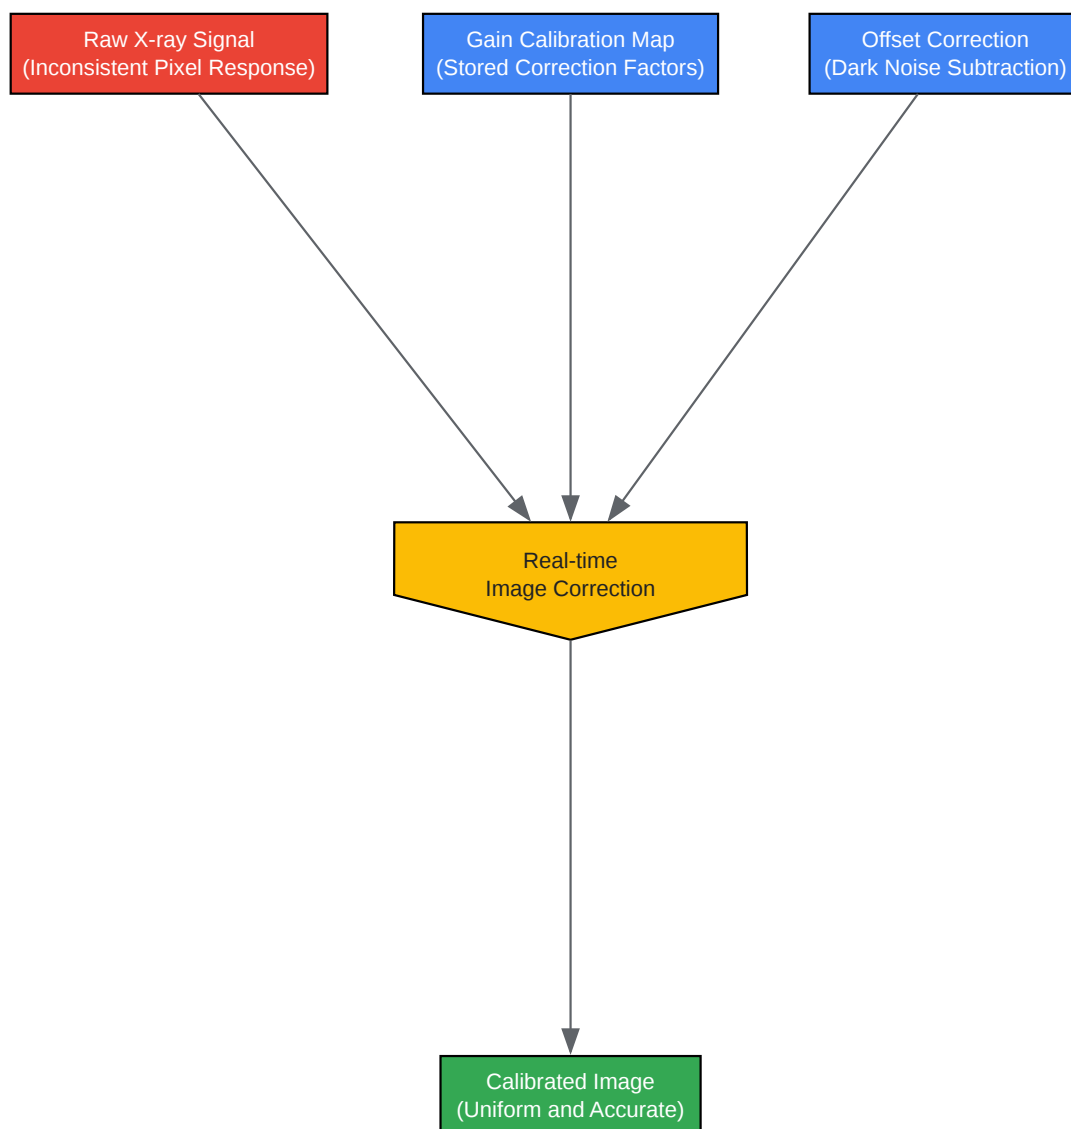 Raw X-ray Signal
(Inconsistent Pixel Response)
Gain Calibration Map
(Stored Correction Factors)
Offset Correction
(Dark Noise Subtraction)
Real-time
Image Correction
Calibrated Image
(Uniform and Accurate)